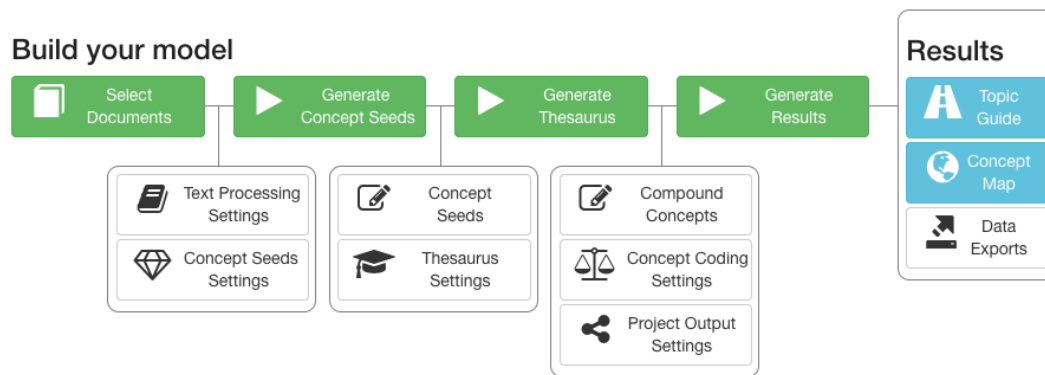 Build your model
Select
Documents
Generate
Concept Seeds
Generate
Thesaurus
Generate
Results
Text Processing
Settings
Concept Seeds
Settings
Concept
Seeds
Thesaurus
Settings
Compound
Concepts
Concept Coding
Settings
Project Output
Settings
Results
Topic
Guide
Concept
Map
Data
Exports